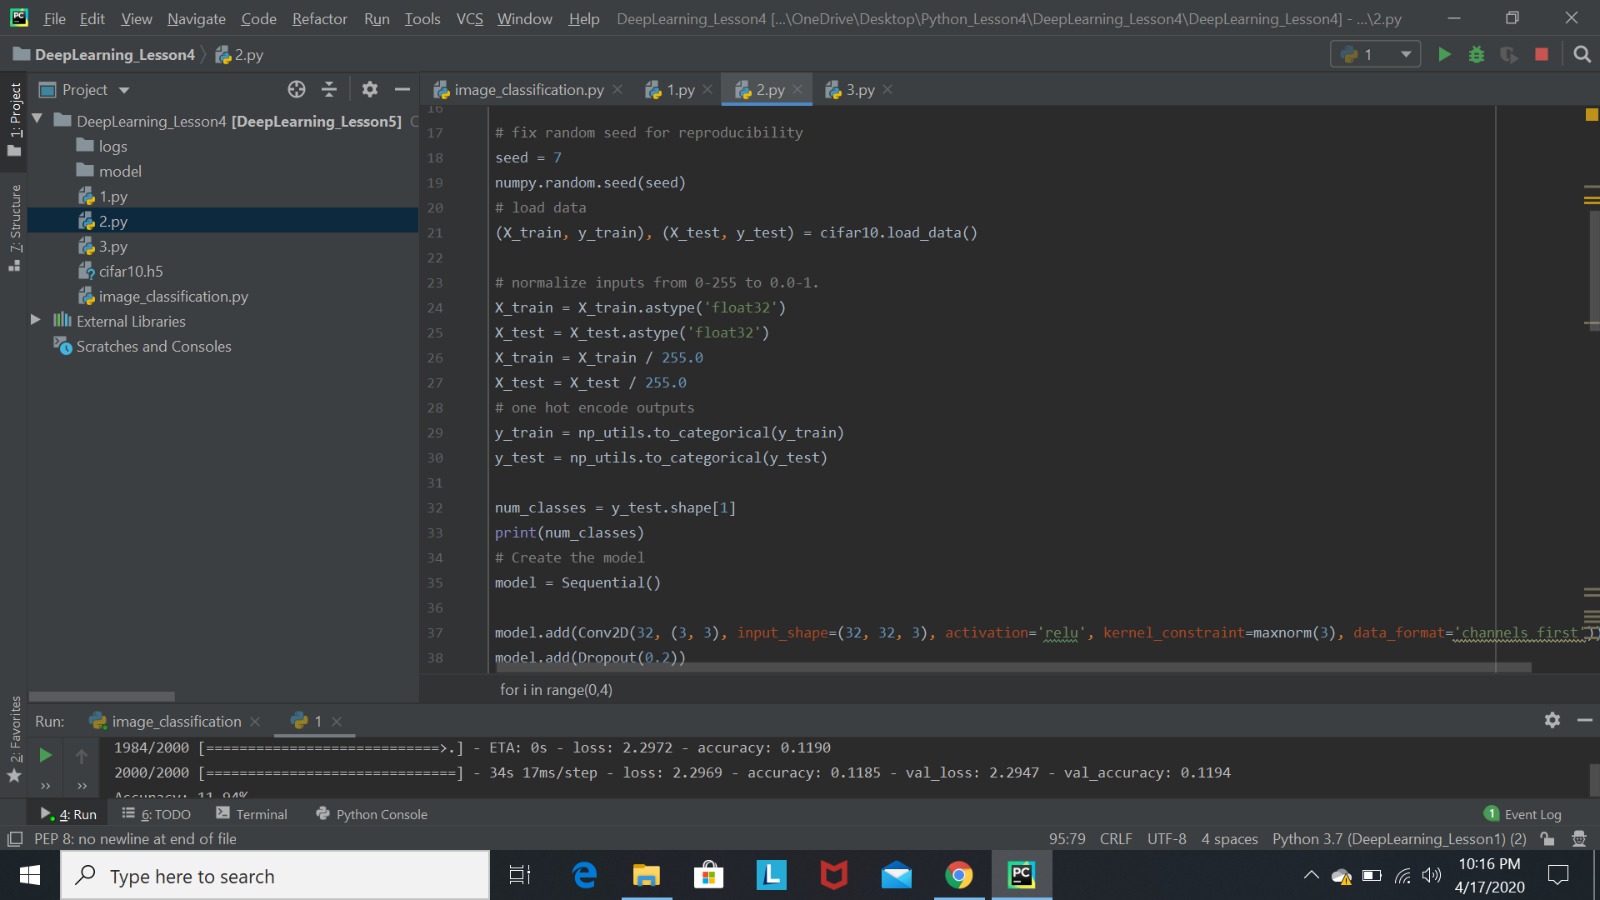 PC File Edit View Navigate Code Refactor Run Tools VCS Window Help DeepLearning_Lesson4 [...\OneDrive\Desktop\Python_Lesson4\DeepLearning_Lesson4\DeepLearning_Lesson4] - ...\2.py
DeepLearning_Lesson4 2.py
1
1: Project
7: Structure
2: Favorites
Project
DeepLearning_Lesson4 [DeepLearning_Lesson5] C
logs
model
1.py
2.py
3.py
cifar10.h5
image_classification.py
External Libraries
Scratches and Consoles
image_classification.py 1.py 2.py 3.py
16
17 # fix random seed for reproducibility
18 seed = 7
19 numpy.random.seed(seed)
20 # load data
21 (X_train, y_train), (X_test, y_test) = cifar10.load_data()
22
23 # normalize inputs from 0-255 to 0.0-1.
24 X_train = X_train.astype('float32')
25 X_test = X_test.astype('float32')
26 X_train = X_train / 255.0
27 X_test = X_test / 255.0
28 # one hot encode outputs
29 y_train = np_utils.to_categorical(y_train)
30 y_test = np_utils.to_categorical(y_test)
31
32 num_classes = y_test.shape[1]
33 print(num_classes)
34 # Create the model
35 model = Sequential()
36
37 model.add(Conv2D(32, (3, 3), input_shape=(32, 32, 3), activation='relu', kernel_constraint=maxnorm(3), data_format='channels_first'))
38 model.add(Dropout(0.2))
for i in range(0,4)
Run: image_classification 1
1984/2000 [============================>.] - ETA: 0s - loss: 2.2972 - accuracy: 0.1190
2000/2000 [==============================] - 34s 17ms/step - loss: 2.2969 - accuracy: 0.1185 - val_loss: 2.2947 - val_accuracy: 0.1194
Accuracy: 11.94%
4: Run 6: TODO Terminal Python Console 1 Event Log
PEP 8: no newline at end of file 95:79 CRLF UTF-8 4 spaces Python 3.7 (DeepLearning_Lesson1) (2)
Type here to search
L
PC
10:16 PM
4/17/2020